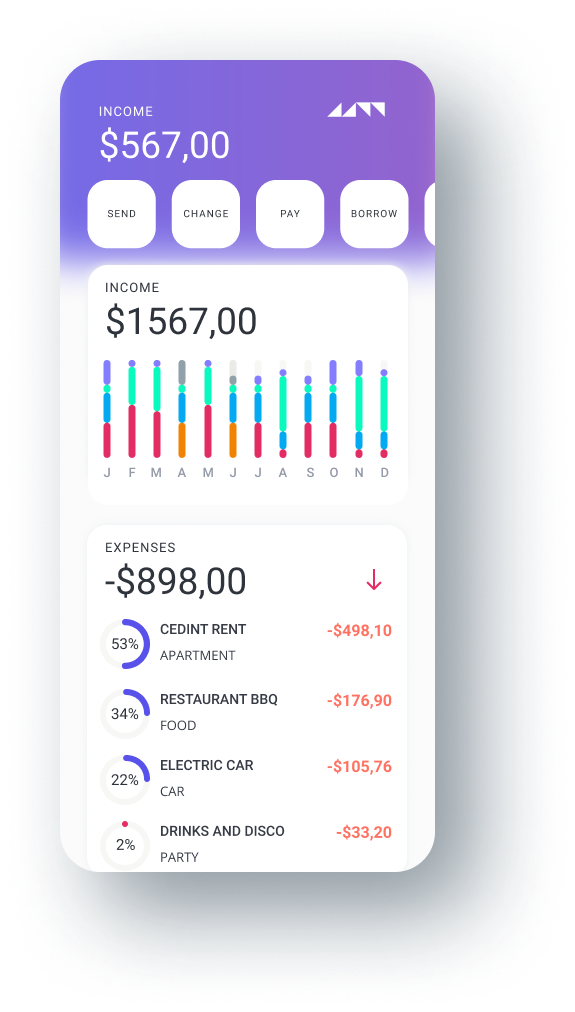 INCOME
$567,00
SEND CHANGE PAY BORROW
INCOME
$1567,00
J F M A M J J A S O N D
EXPENSES
-$898,00
53% CEDINT RENT -$498,10
APARTMENT
34% RESTAURANT BBQ -$176,90
FOOD
22% ELECTRIC CAR -$105,76
CAR
2% DRINKS AND DISCO -$33,20
PARTY